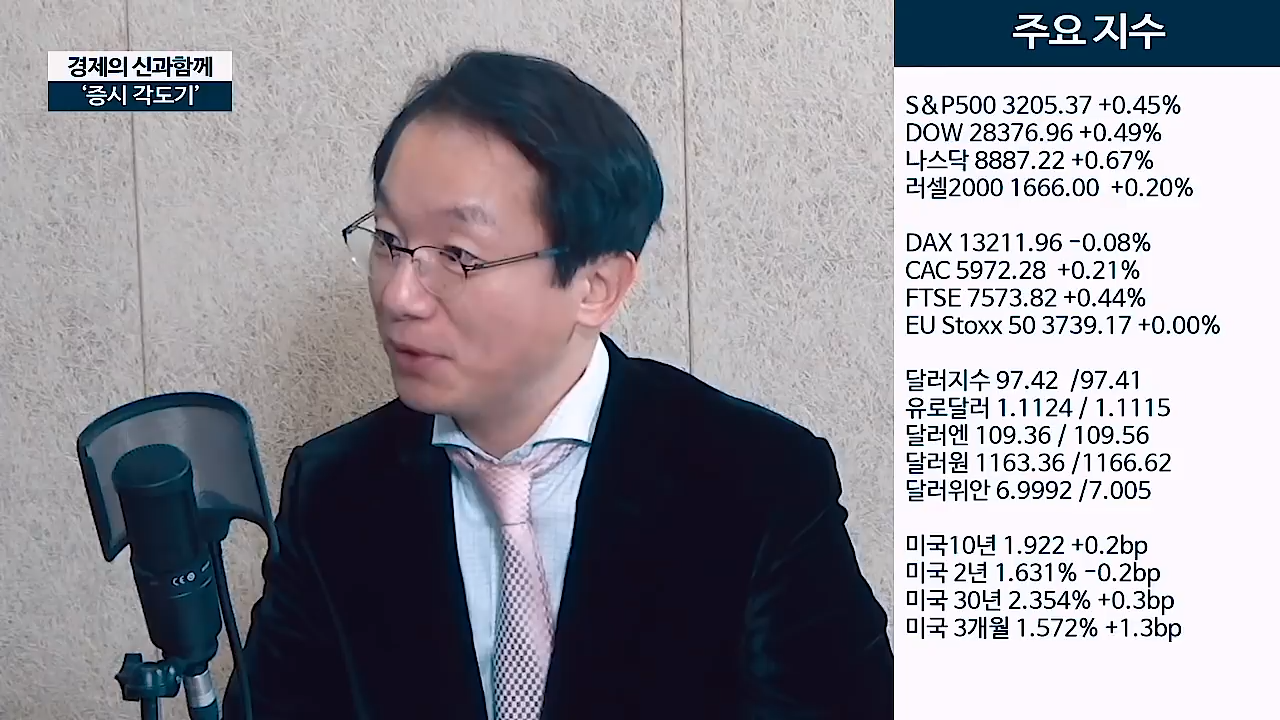 경제의 신과함께
‘증시 각도기’
주요 지수
S&P500 3205.37 +0.45%
DOW 28376.96 +0.49%
나스닥 8887.22 +0.67%
러셀2000 1666.00 +0.20%
DAX 13211.96 -0.08%
CAC 5972.28 +0.21%
FTSE 7573.82 +0.44%
EU Stoxx 50 3739.17 +0.00%
달러지수 97.42 /97.41
유로달러 1.1124 / 1.1115
달러엔 109.36 / 109.56
달러원 1163.36 /1166.62
달러위안 6.9992 /7.005
미국10년 1.922 +0.2bp
미국 2년 1.631% -0.2bp
미국 30년 2.354% +0.3bp
미국 3개월 1.572% +1.3bp
CE